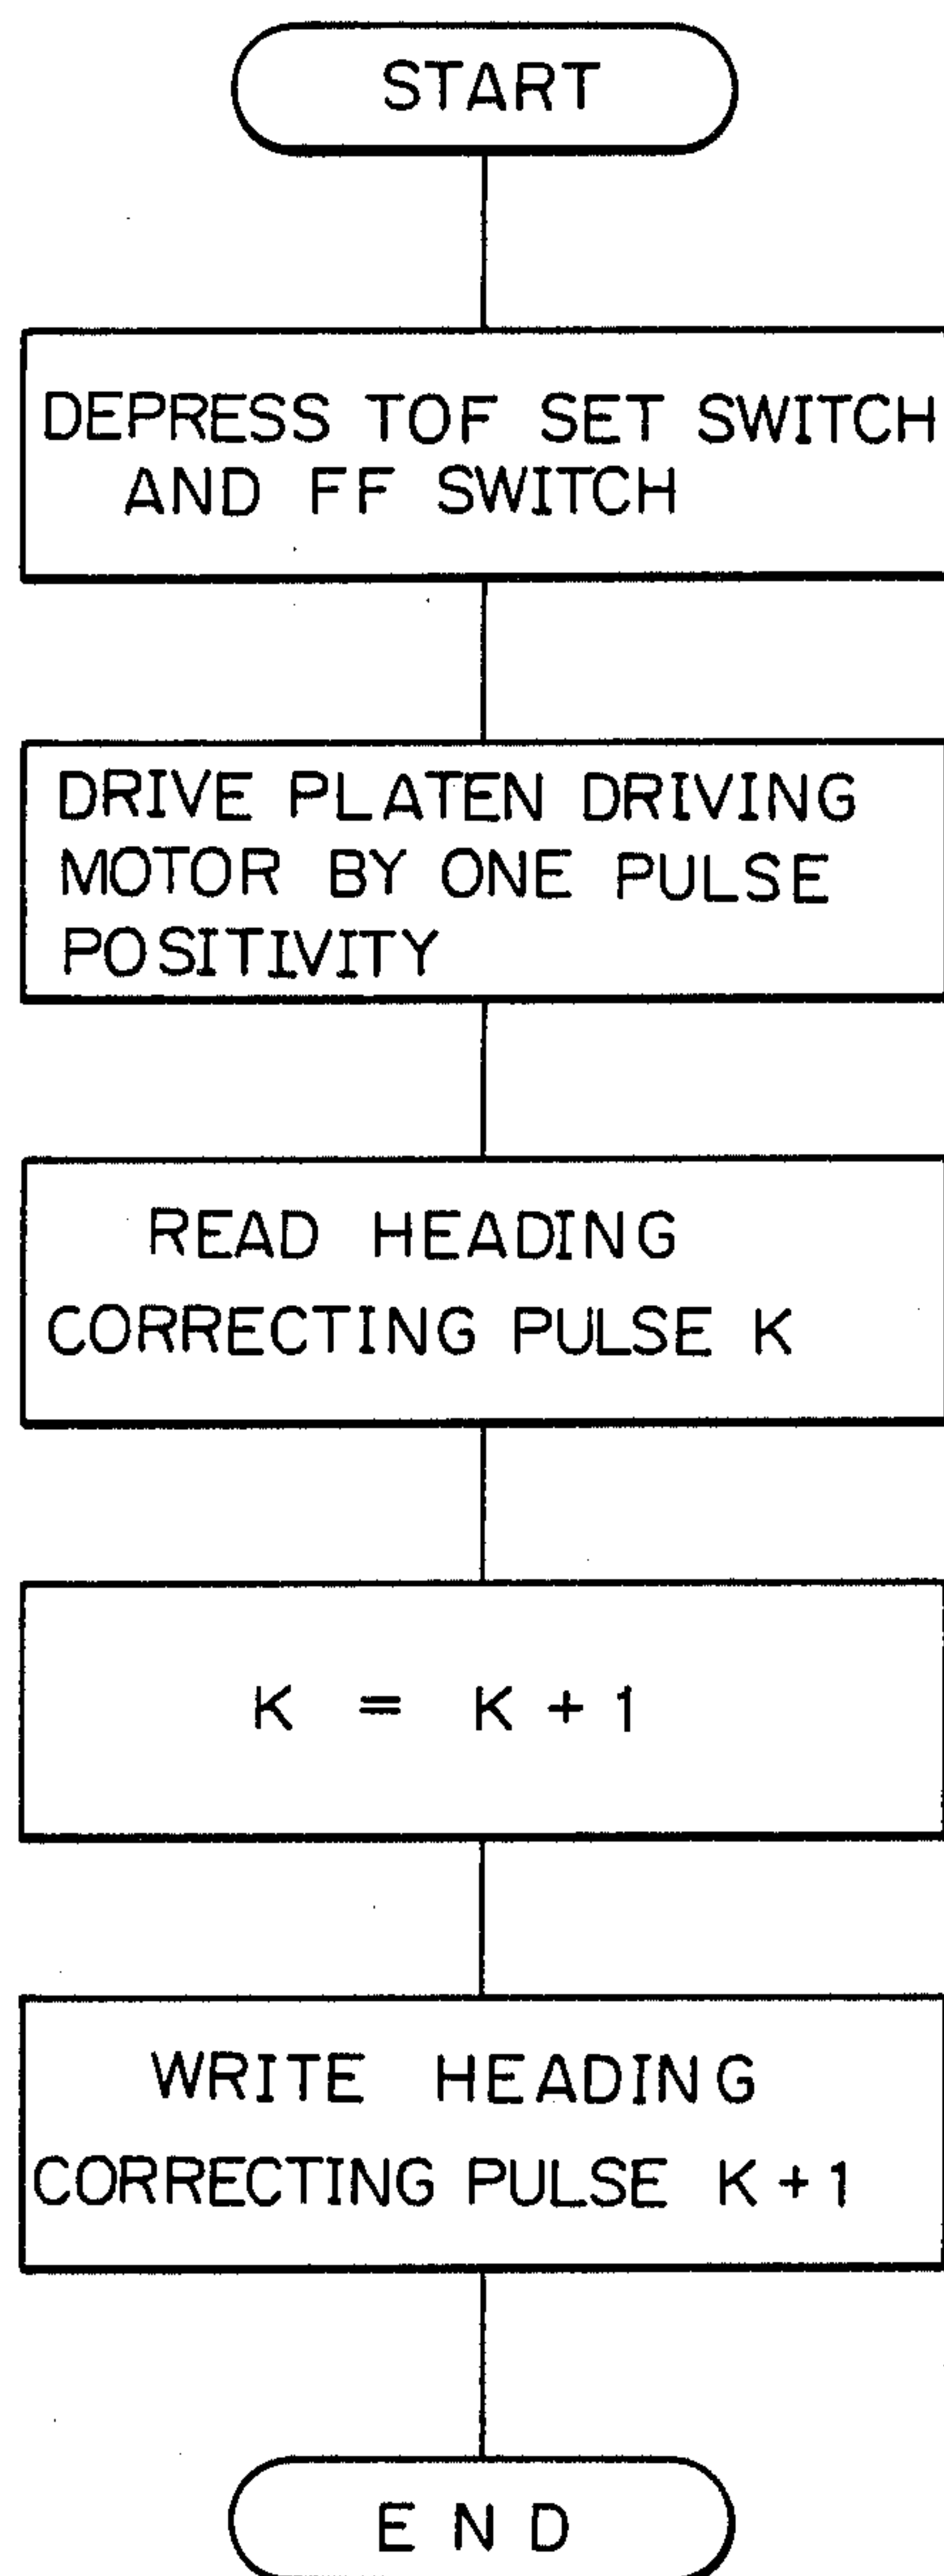 START
DEPRESS TOF SET SWITCH
AND FF SWITCH
DRIVE PLATEN DRIVING
MOTOR BY ONE PULSE
POSITIVITY
READ HEADING
CORRECTING PULSE K
K = K + 1
WRITE HEADING
CORRECTING PULSE K + 1
END